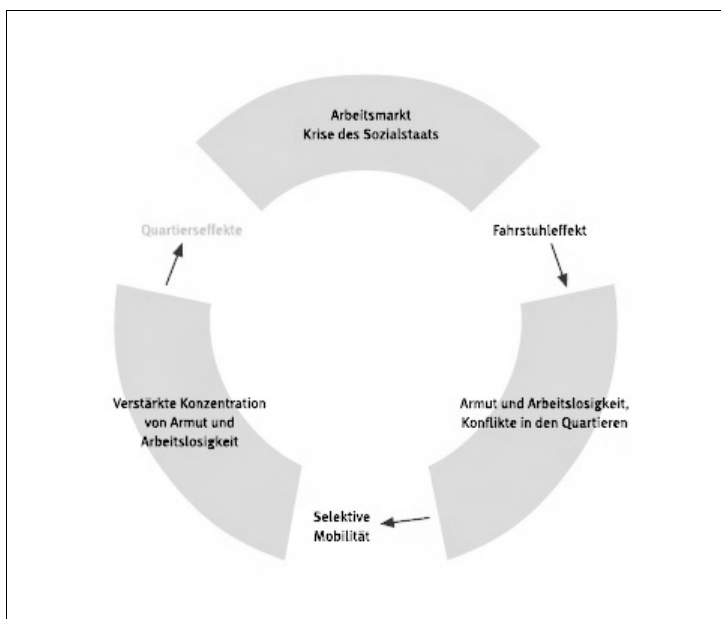 Arbeitsmarkt
Krise des Sozialstaats
Quartierseffekte
Fahrstuhleffekt
Verstärkte Konzentration
von Armut und
Arbeitslosigkeit
Armut und Arbeitslosigkeit,
Konflikte in den Quartieren
Selektive
Mobilität